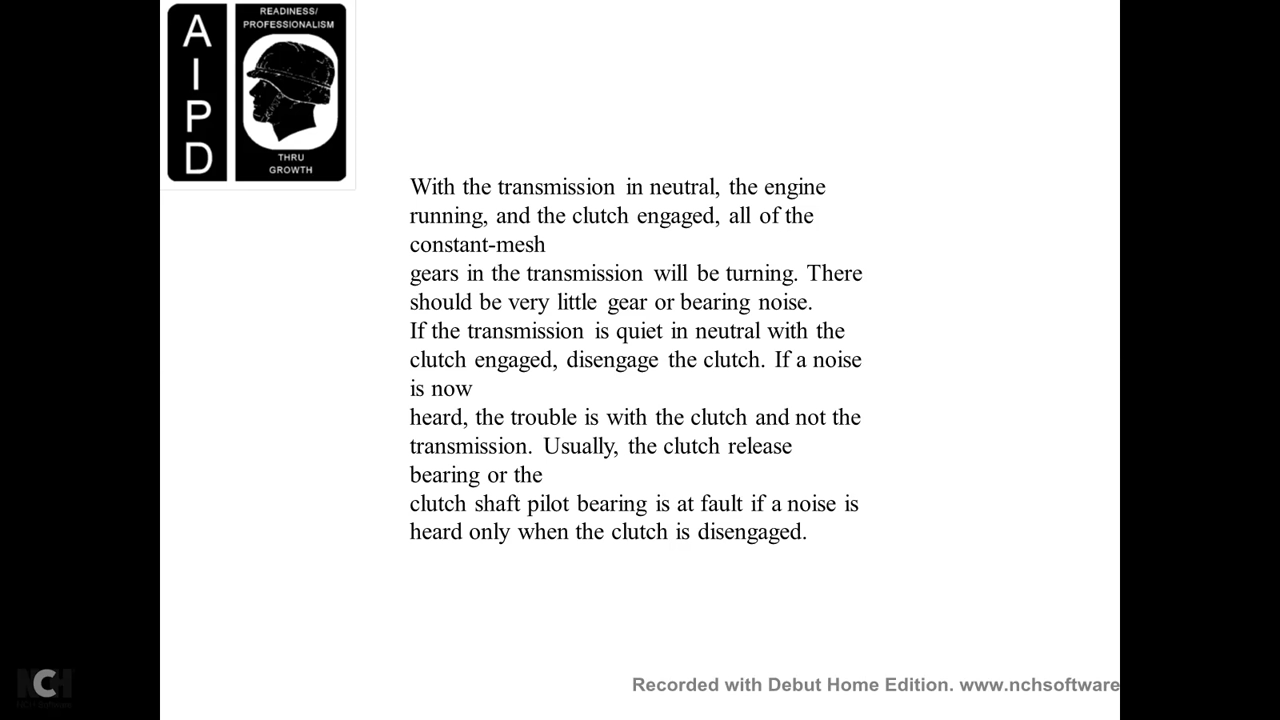 A
I
P
D
READINESS/
PROFESSIONALISM
THRU
GROWTH
With the transmission in neutral, the engine
running, and the clutch engaged, all of the
constant-mesh
gears in the transmission will be turning. There
should be very little gear or bearing noise.
If the transmission is quiet in neutral with the
clutch engaged, disengage the clutch. If a noise
is now
heard, the trouble is with the clutch and not the
transmission. Usually, the clutch release
bearing or the
clutch shaft pilot bearing is at fault if a noise is
heard only when the clutch is disengaged.
NCH
NCH Software
Recorded with Debut Home Edition. www.nchsoftware